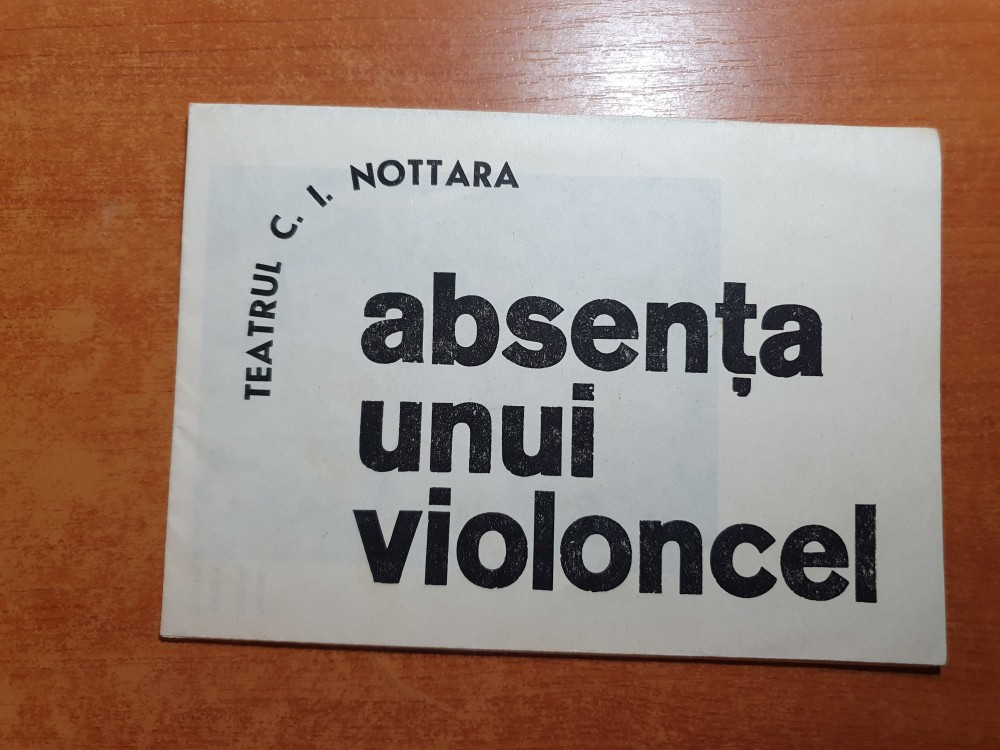 TEATRUL C. I. NOTTARA
absența
unui
violoncel